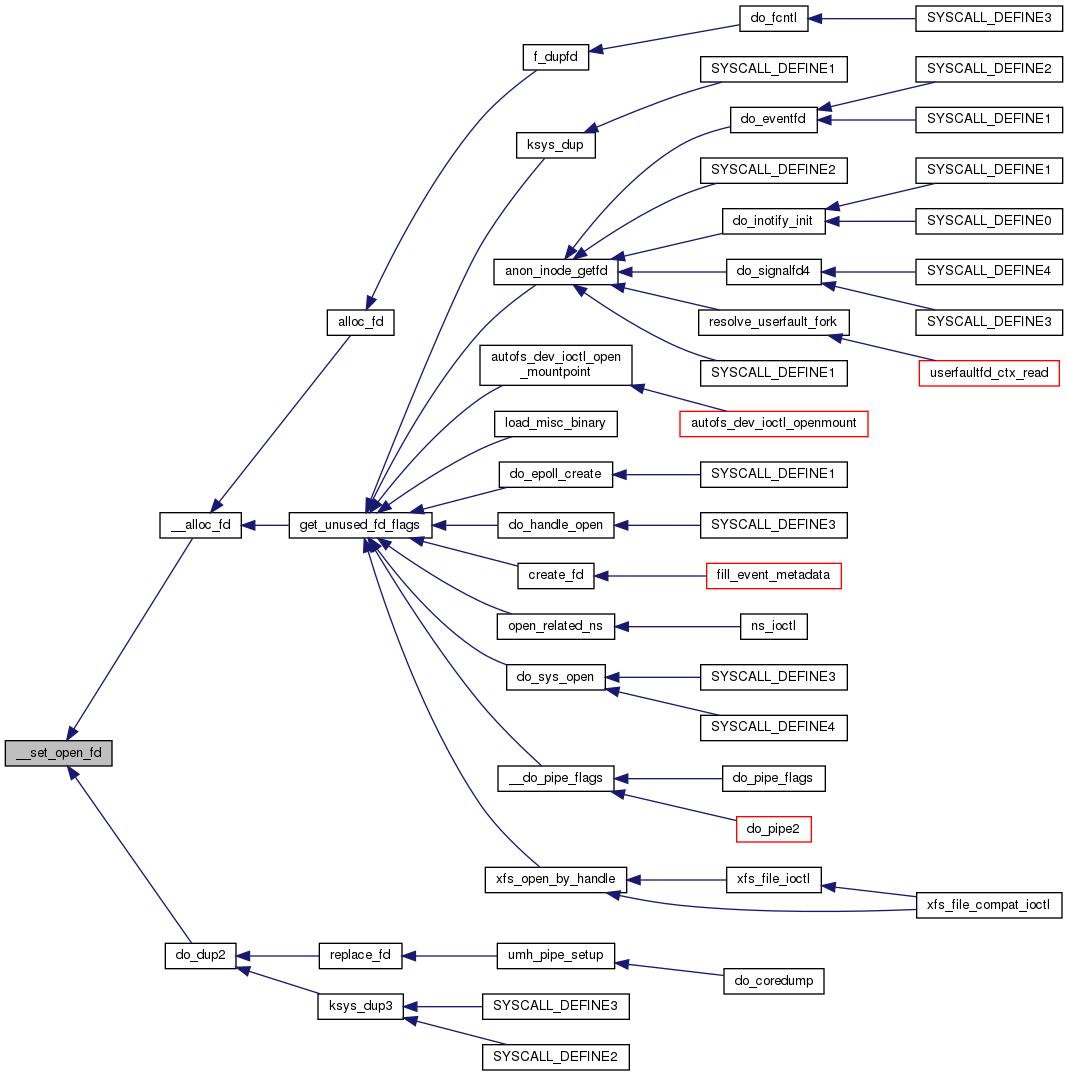 do_fcntl
SYSCALL_DEFINE3
f_dupfd
SYSCALL_DEFINE1
SYSCALL_DEFINE2
do_eventfd
SYSCALL_DEFINE1
ksys_dup
SYSCALL_DEFINE2
SYSCALL_DEFINE1
do_inotify_init
SYSCALL_DEFINE0
anon_inode_getfd
do_signalfd4
SYSCALL_DEFINE4
alloc_fd
resolve_userfault_fork
SYSCALL_DEFINE3
autofs_dev_ioctl_open
_mountpoint
SYSCALL_DEFINE1
userfaultfd_ctx_read
load_misc_binary
autofs_dev_ioctl_openmount
do_epoll_create
SYSCALL_DEFINE1
__alloc_fd
get_unused_fd_flags
do_handle_open
SYSCALL_DEFINE3
create_fd
fill_event_metadata
open_related_ns
ns_ioctl
do_sys_open
SYSCALL_DEFINE3
SYSCALL_DEFINE4
__set_open_fd
__do_pipe_flags
do_pipe_flags
do_pipe2
xfs_open_by_handle
xfs_file_ioctl
xfs_file_compat_ioctl
do_dup2
replace_fd
umh_pipe_setup
do_coredump
ksys_dup3
SYSCALL_DEFINE3
SYSCALL_DEFINE2